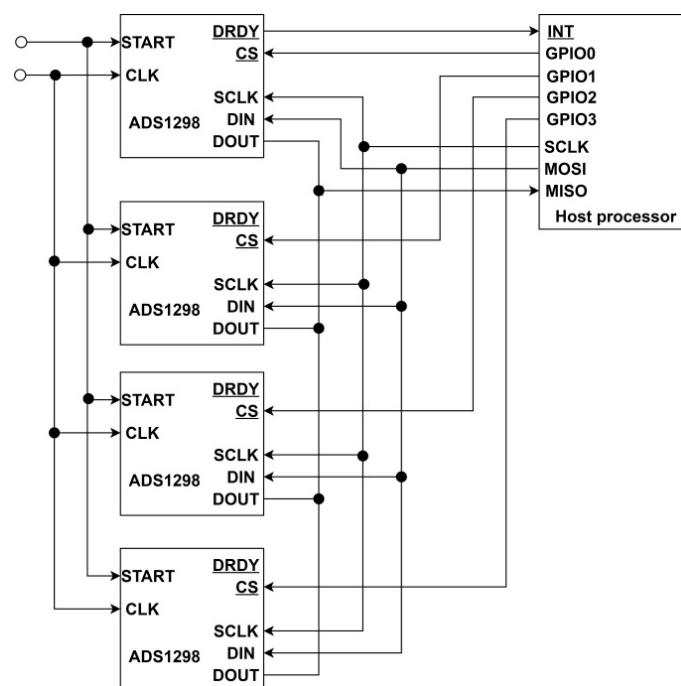 START
CLK
ADS1298
DRDY
CS
SCLK
DIN
DOUT
INT
GPIO0
GPIO1
GPIO2
GPIO3
SCLK
MOSI
MISO
Host processor
START
CLK
ADS1298
DRDY
CS
SCLK
DIN
DOUT
START
CLK
ADS1298
DRDY
CS
SCLK
DIN
DOUT
START
CLK
ADS1298
DRDY
CS
SCLK
DIN
DOUT